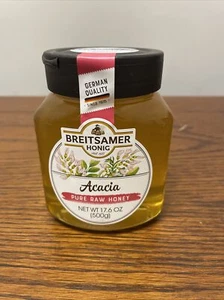 GERMAN
QUALITY
BREITSAMER
HONIG
Acacia
PURE RAW HONEY
NET WT 17.6 OZ
(500g)